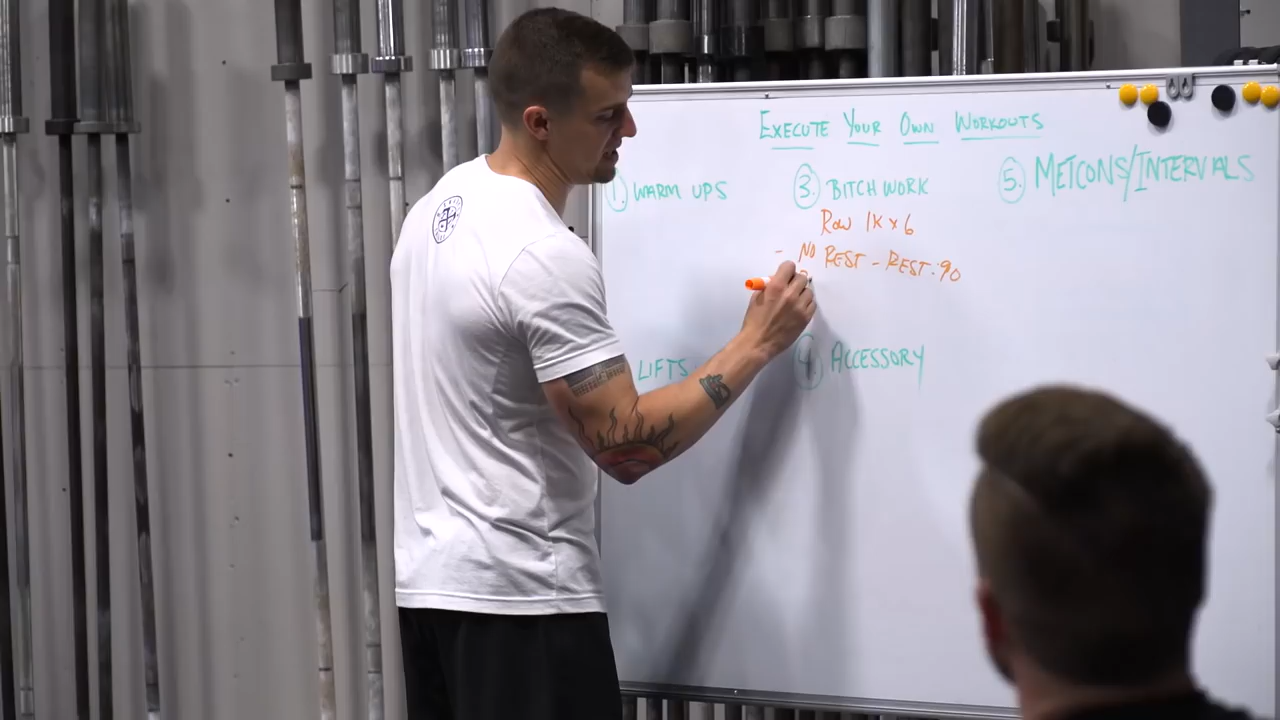 EXECUTE YOUR OWN WORKOUTS
1. WARM UPS
LIFTS
3. BITCH WORK
ROW 1K x 6
- NO REST - REST :90
4. ACCESSORY
5. METCONS/INTERVALS